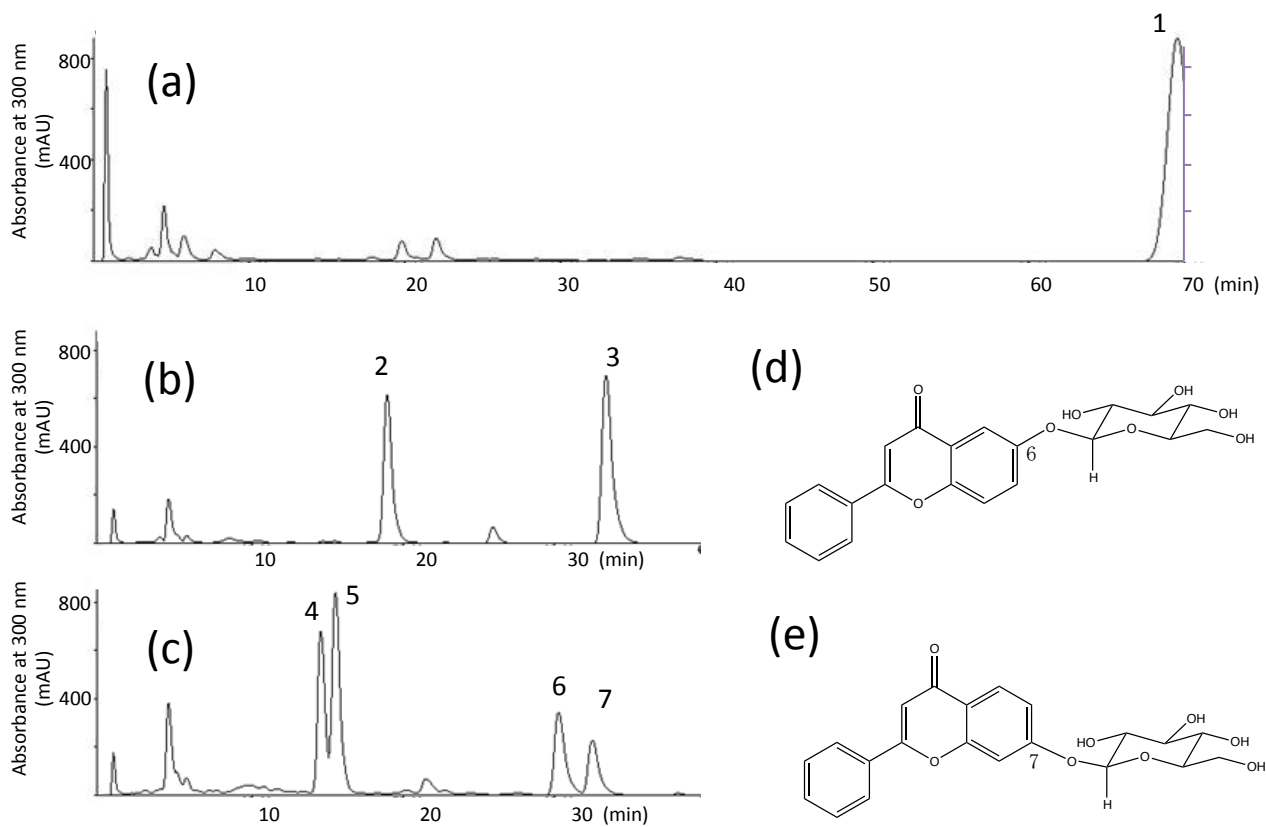 1
Absorbance at 300 nm
(mAU)
800
400
(a)
10 20 30 40 50 60 70 (min)
Absorbance at 300 nm
(mAU)
800
400
(b)
2
3
10 20 30 (min)
Absorbance at 300 nm
(mAU)
800
400
(c)
4
5
6
7
10 20 30 (min)
(d)
O
O
6
O
O
HO
OH
OH
OH
H
(e)
O
O
7
O
O
HO
OH
OH
OH
H